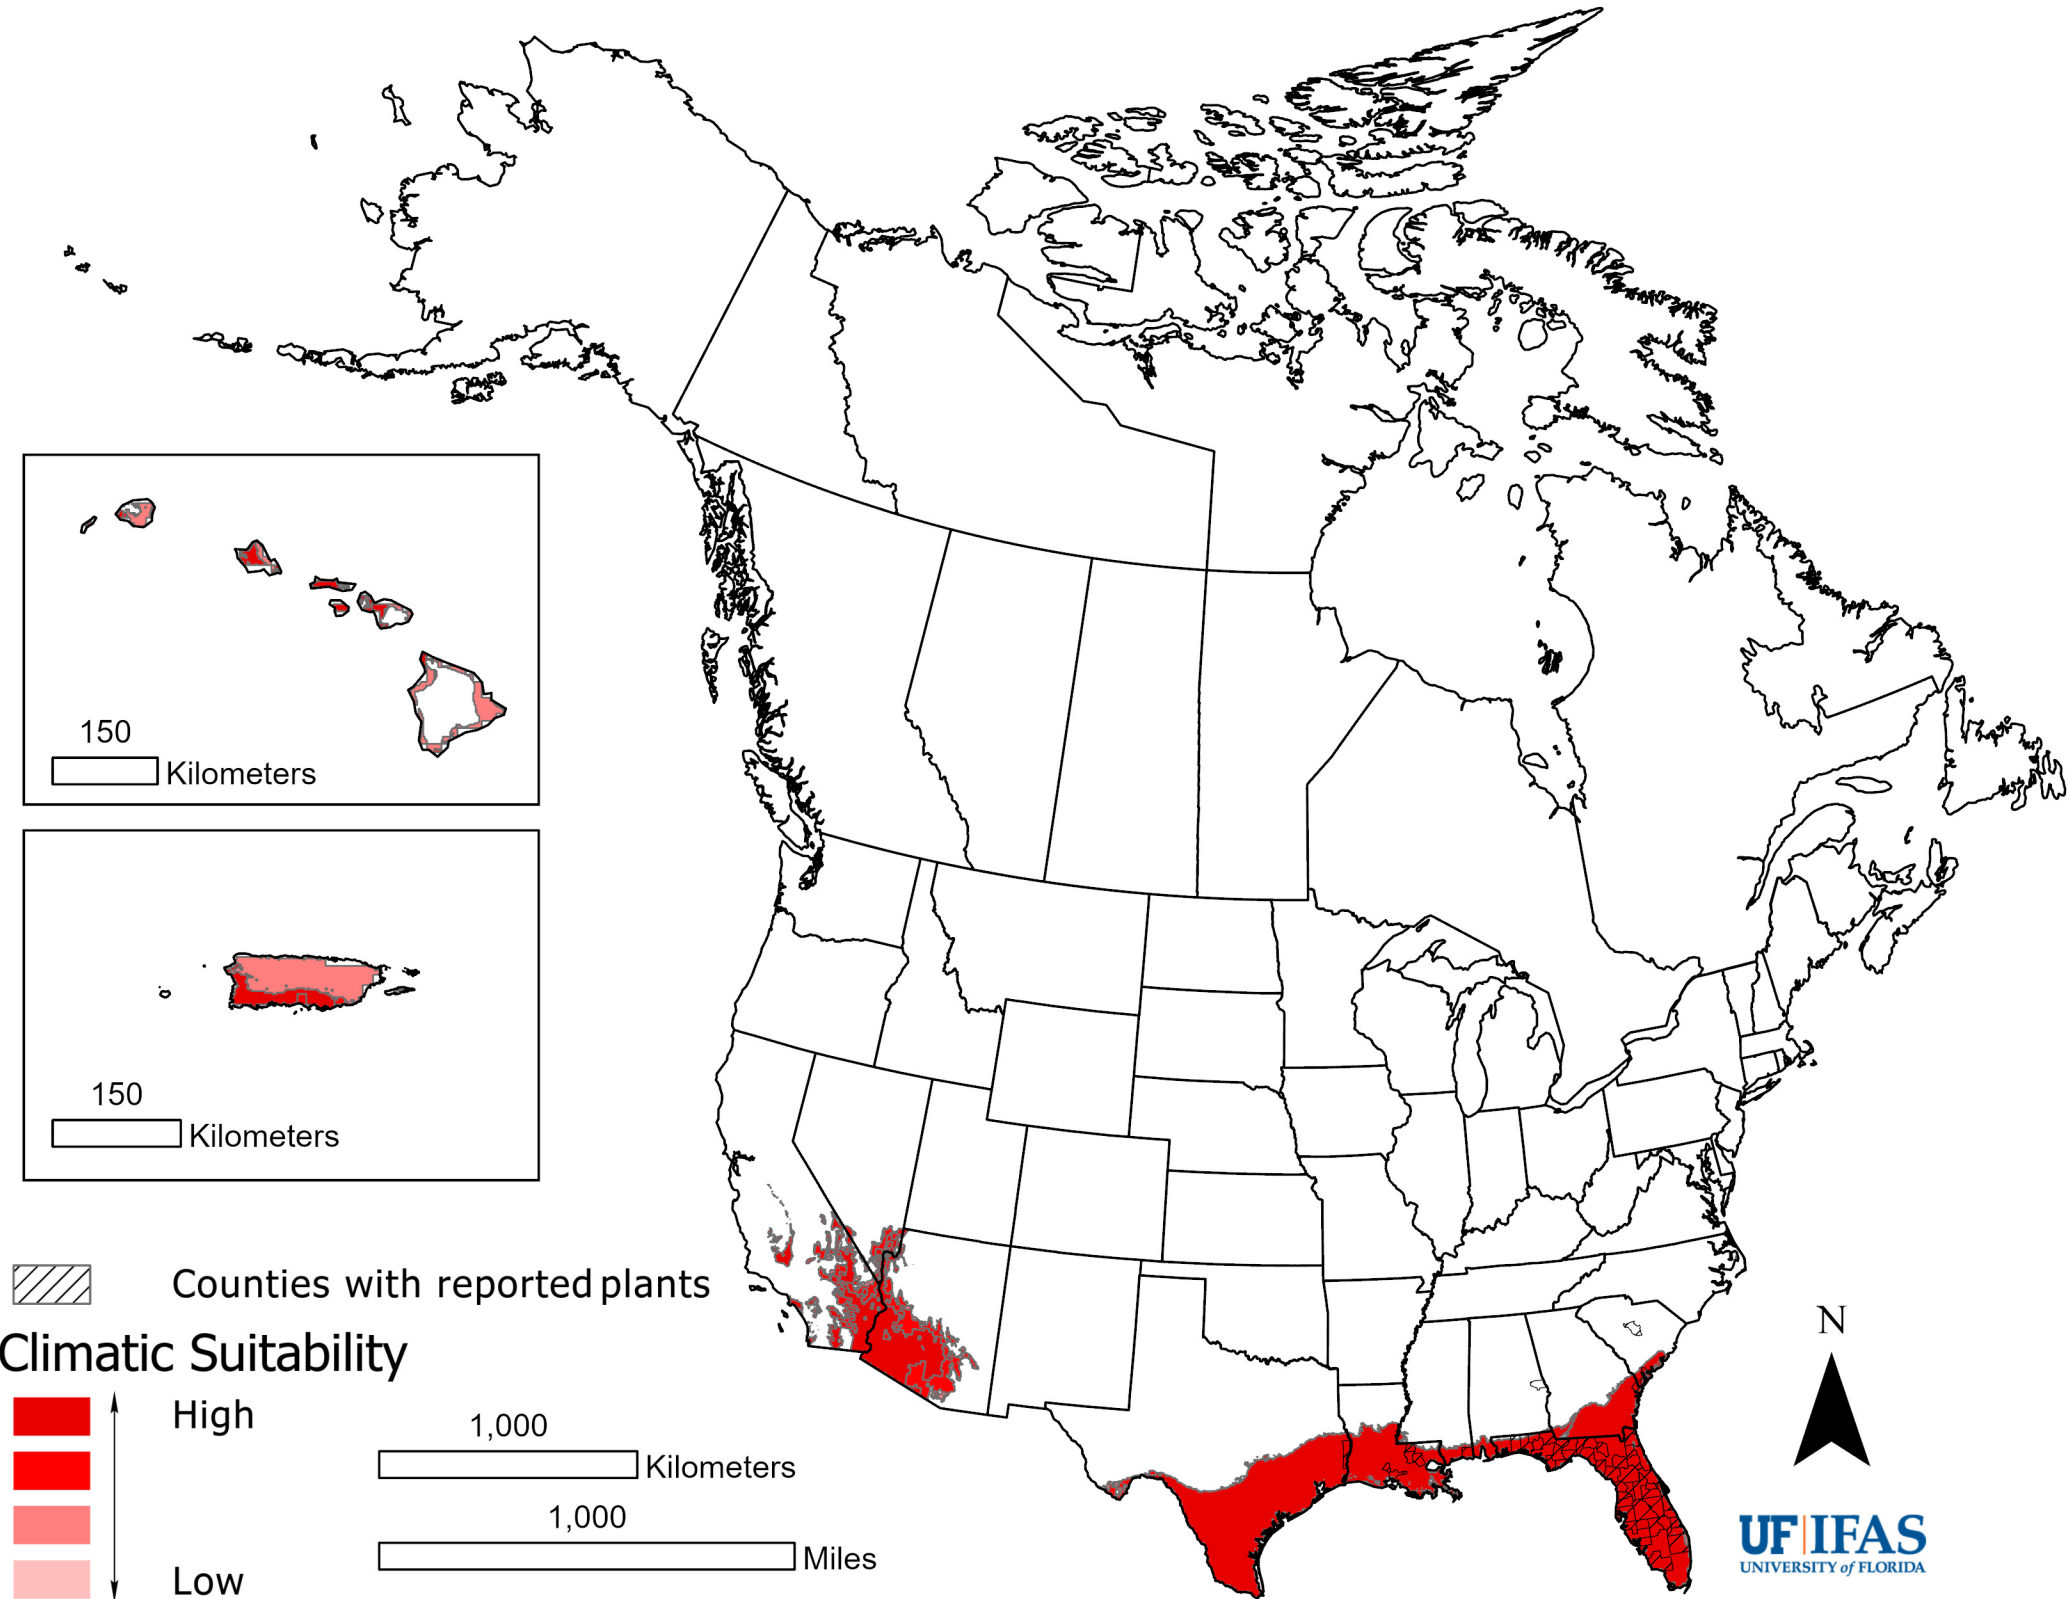 150
Kilometers
150
Kilometers
Counties with reported plants
Climatic Suitability
High
Low
1,000
Kilometers
1,000
Miles
N
UF|IFAS
UNIVERSITY of FLORIDA